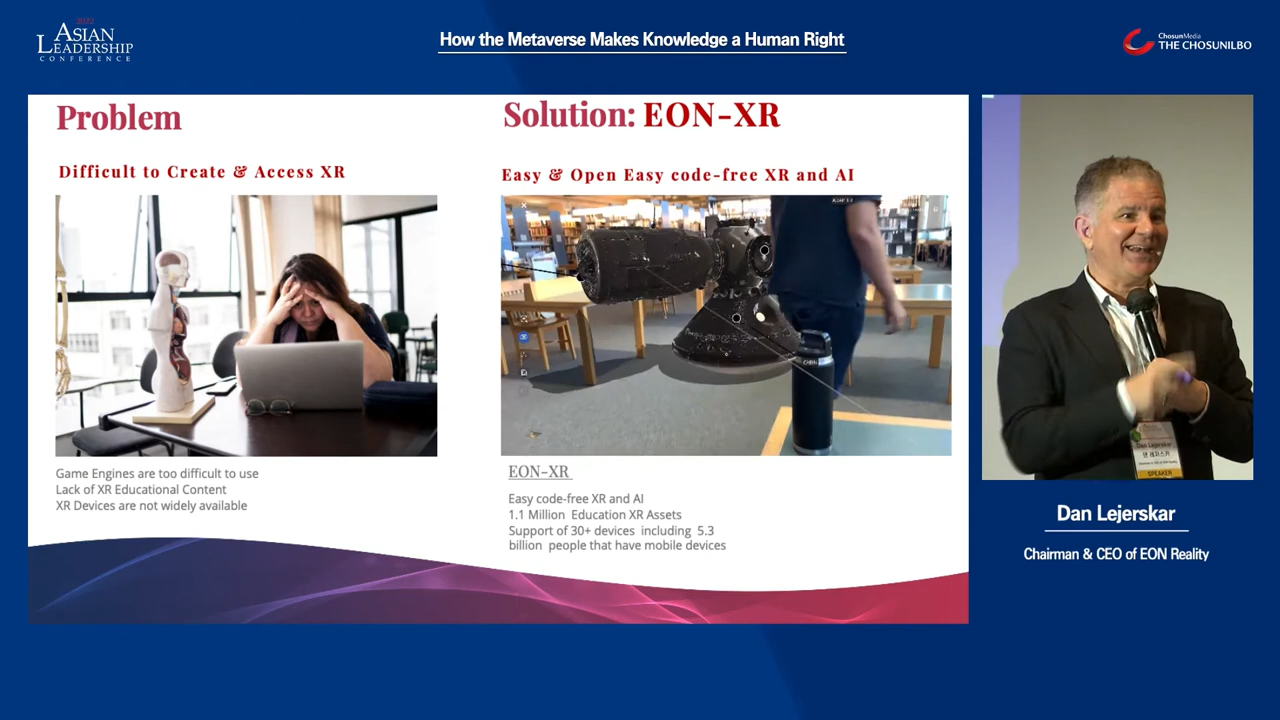 2022
ASIAN
LEADERSHIP
CONFERENCE
How the Metaverse Makes Knowledge a Human Right
ChosunMedia
THE CHOSUNILBO
Problem
Solution: EON-XR
Difficult to Create & Access XR
Easy & Open Easy code-free XR and AI
Game Engines are too difficult to use
Lack of XR Educational Content
XR Devices are not widely available
EON-XR
Easy code-free XR and AI
1.1 Million Education XR Assets
Support of 30+ devices including 5.3
billion people that have mobile devices
Dan Lejerskar
SPEAKER
Dan Lejerskar
Chairman & CEO of EON Reality